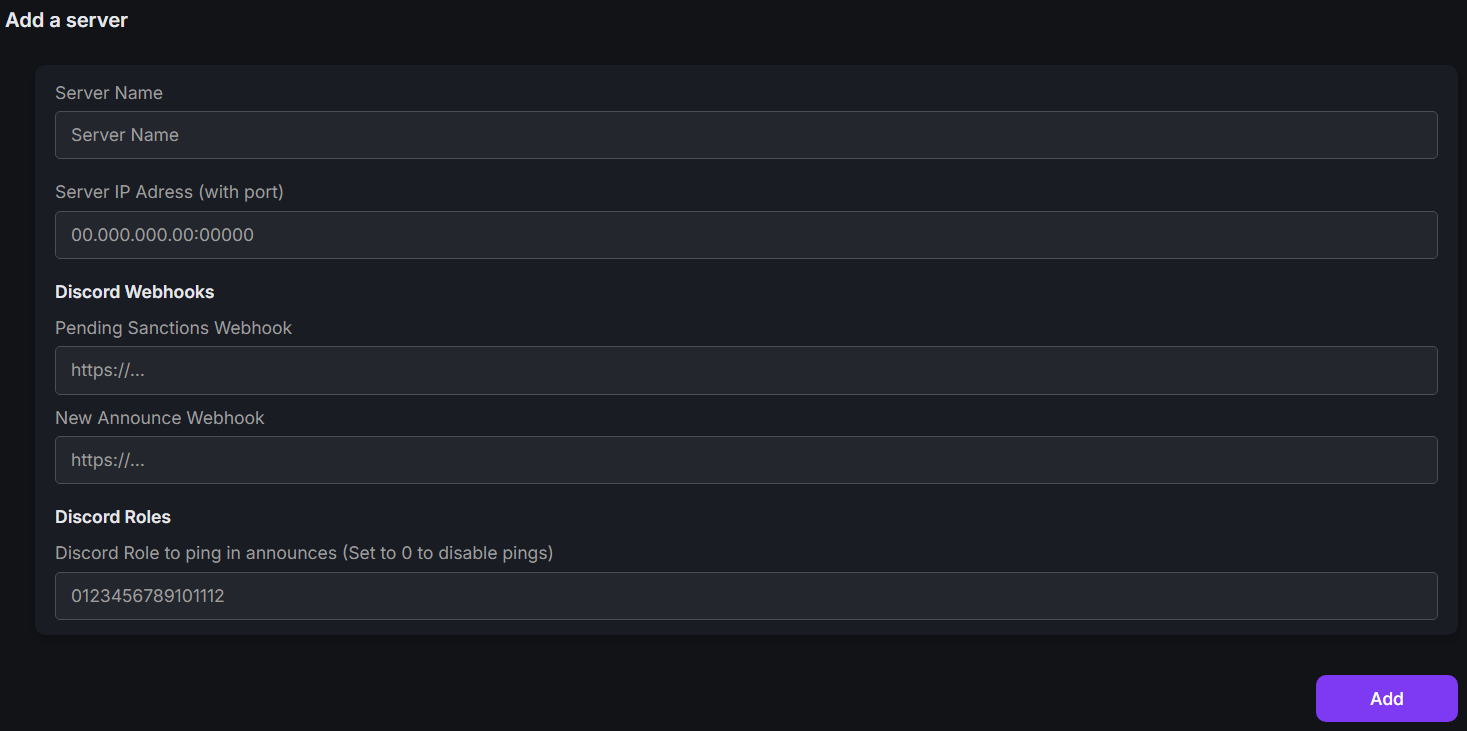 Add a server
Server Name
Server Name
Server IP Adress (with port)
00.000.000.00:00000
Discord Webhooks
Pending Sanctions Webhook
https://...
New Announce Webhook
https://...
Discord Roles
Discord Role to ping in announces (Set to 0 to disable pings)
0123456789101112
Add